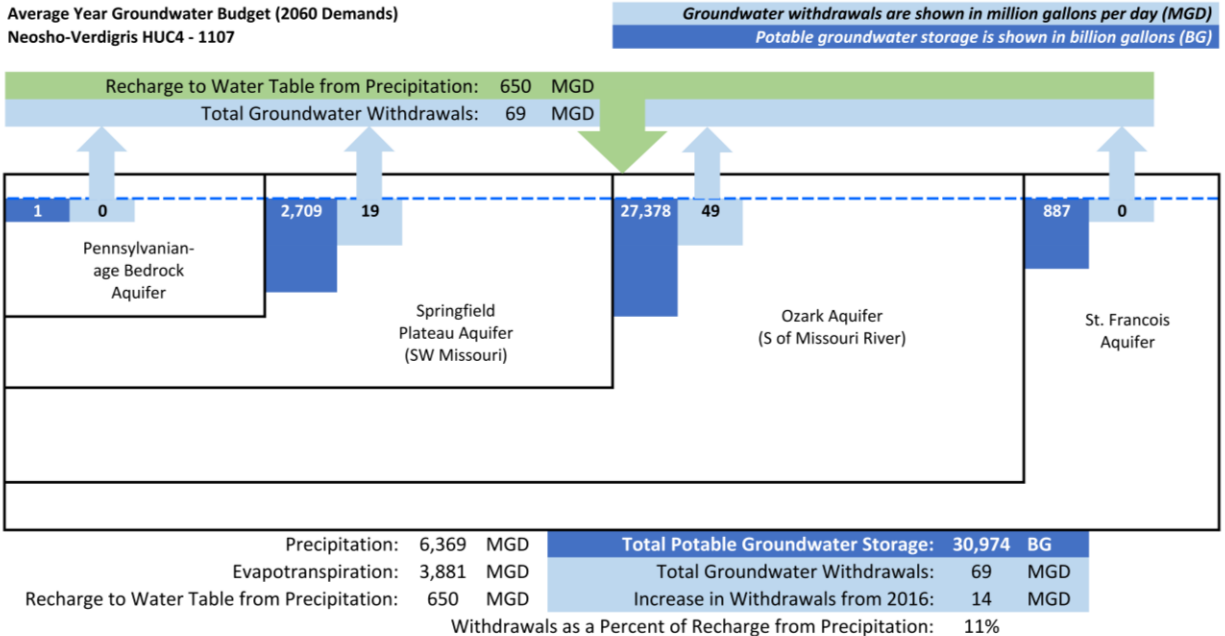 Average Year Groundwater Budget (2060 Demands)
Neosho-Verdigris HUC4 - 1107
Groundwater withdrawals are shown in million gallons per day (MGD)
Potable groundwater storage is shown in billion gallons (BG)
Recharge to Water Table from Precipitation: 650 MGD
Total Groundwater Withdrawals: 69 MGD
1 0 2,709 19 27,378 49 887 0
Pennsylvanian-
age Bedrock
Aquifer
Springfield
Plateau Aquifer
(SW Missouri)
Ozark Aquifer
(S of Missouri River)
St. Francois
Aquifer
Precipitation: 6,369 MGD
Evapotranspiration: 3,881 MGD
Recharge to Water Table from Precipitation: 650 MGD
Total Potable Groundwater Storage: 30,974 BG
Total Groundwater Withdrawals: 69 MGD
Increase in Withdrawals from 2016: 14 MGD
Withdrawals as a Percent of Recharge from Precipitation: 11%